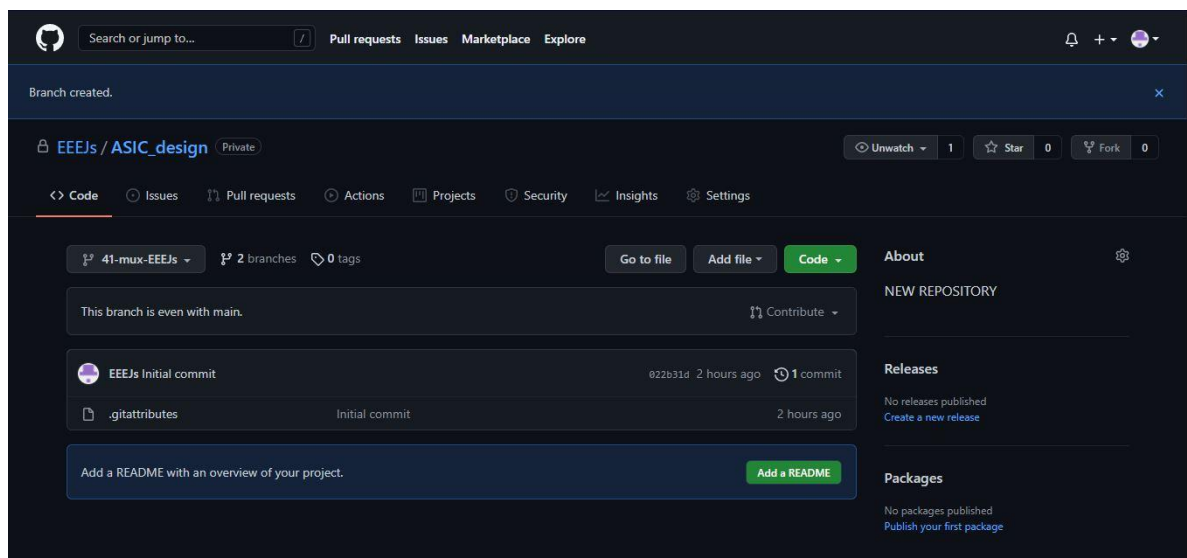 Search or jump to... / Pull requests Issues Marketplace Explore
Branch created.
EEEJs / ASIC_design Private
Unwatch 1 Star 0 Fork 0
<> Code Issues Pull requests Actions Projects Security Insights Settings
41-mux-EEEJs 2 branches 0 tags Go to file Add file Code
This branch is even with main. Contribute
EEEJs Initial commit 022b31d 2 hours ago 1 commit
.gitattributes Initial commit 2 hours ago
Add a README with an overview of your project. Add a README
About
NEW REPOSITORY
Releases
No releases published
Create a new release
Packages
No packages published
Publish your first package